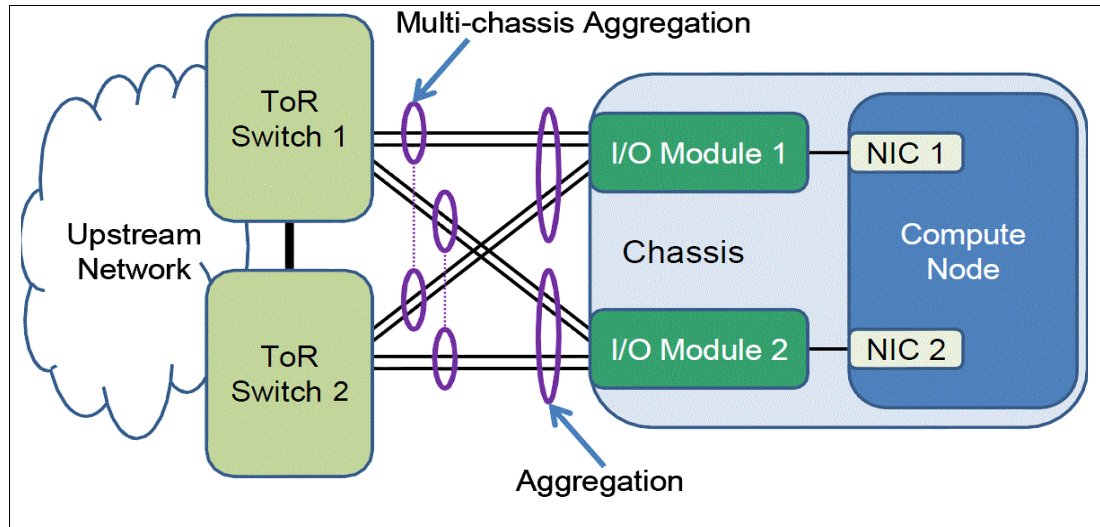 Multi-chassis Aggregation
ToR
Switch 1
I/O Module 1
NIC 1
Upstream
Network
Chassis
Compute
Node
ToR
Switch 2
I/O Module 2
NIC 2
Aggregation